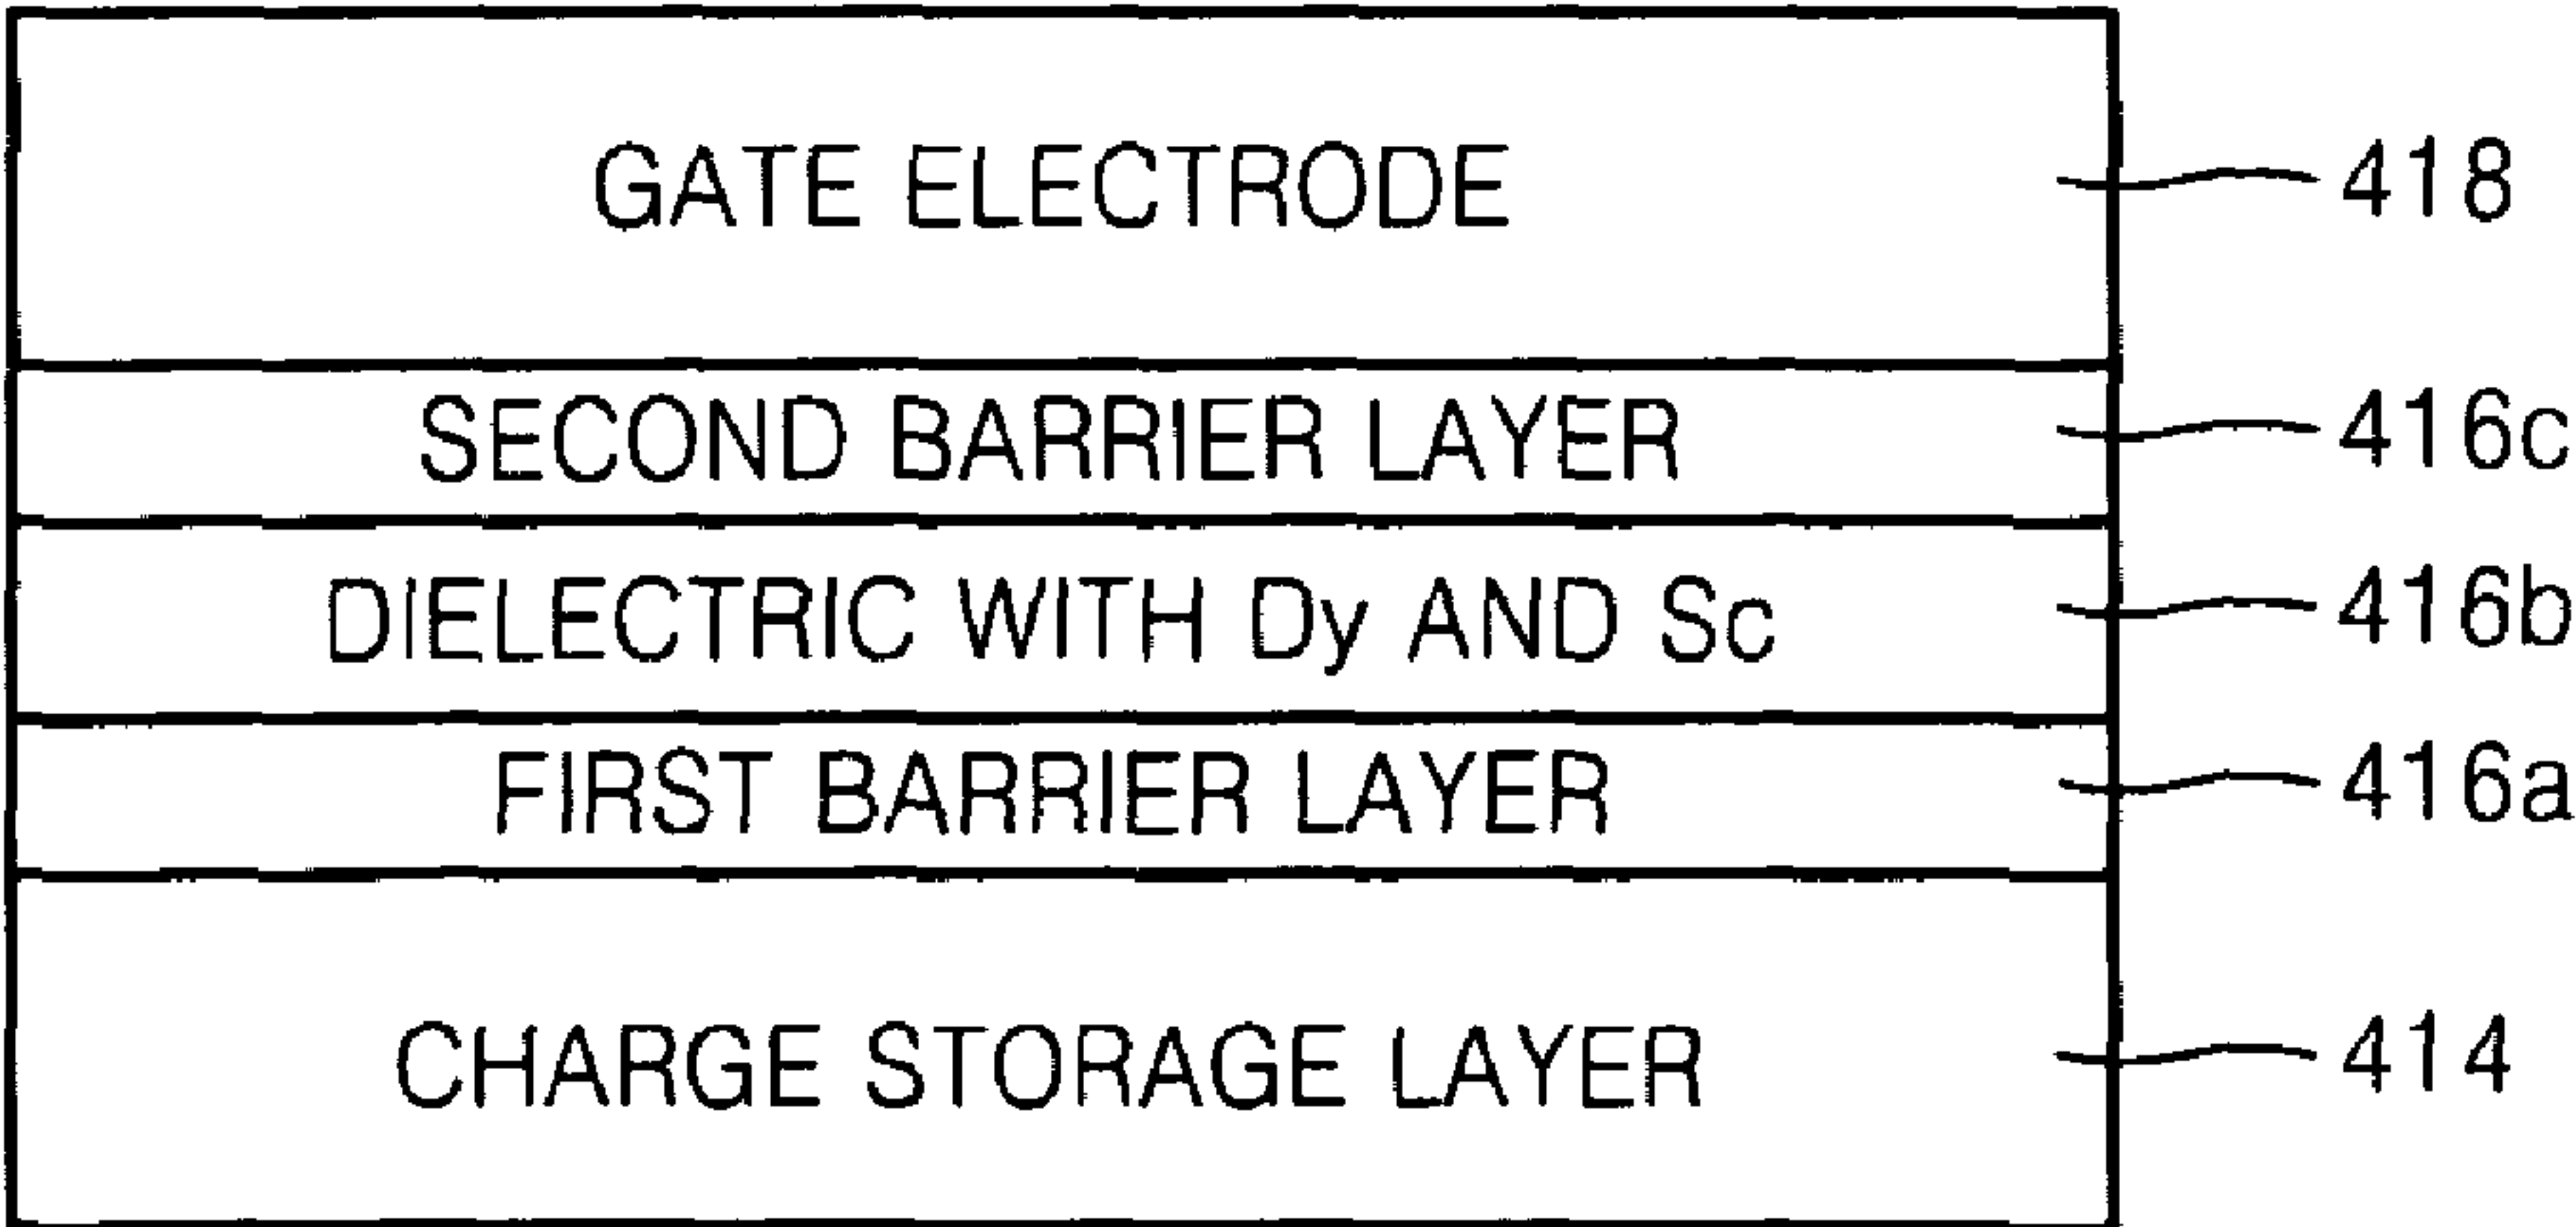 GATE ELECTRODE 418
SECOND BARRIER LAYER 416c
DIELECTRIC WITH Dy AND Sc 416b
FIRST BARRIER LAYER 416a
CHARGE STORAGE LAYER 414